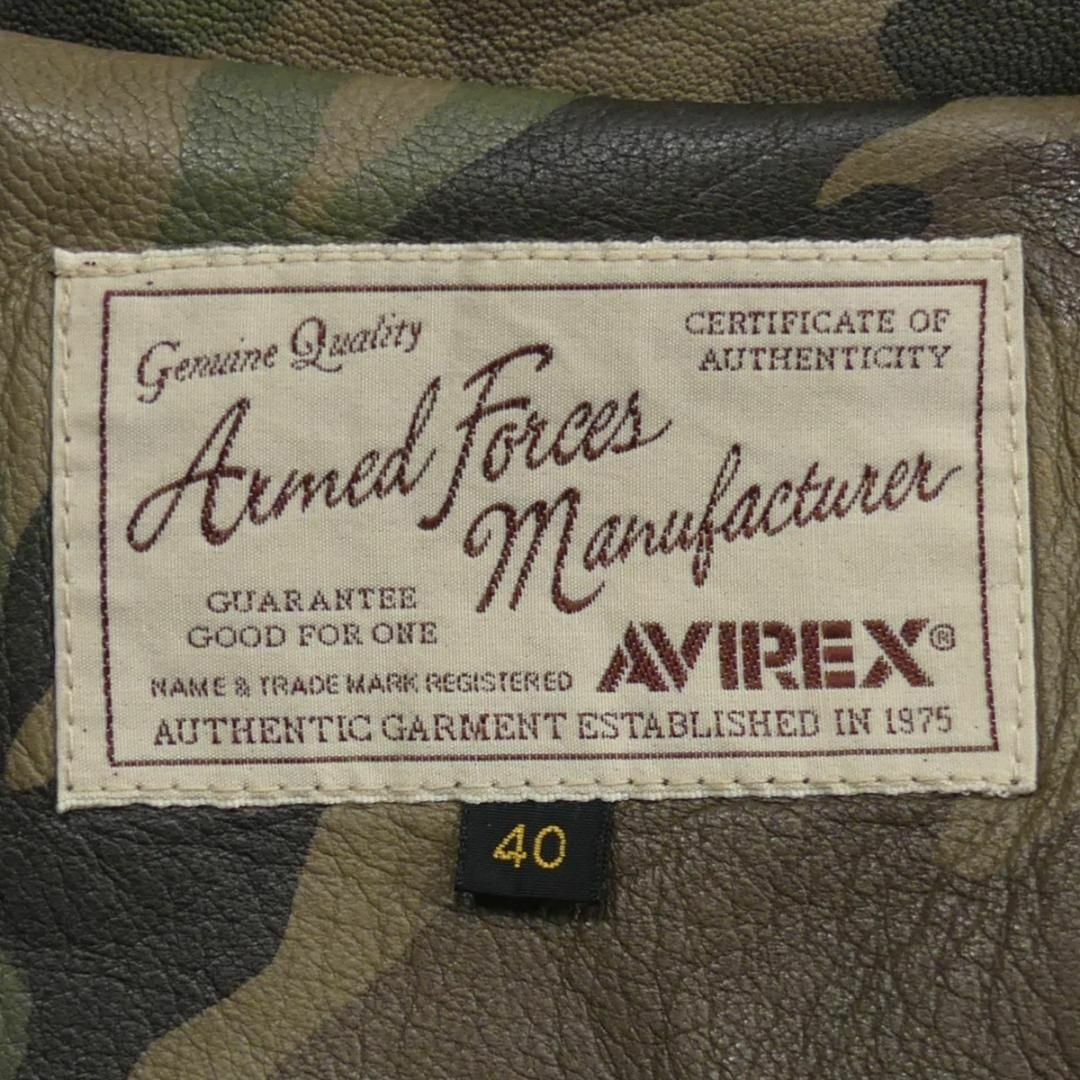 Genuine Quality
CERTIFICATE OF
AUTHENTICITY
Armed Forces
Manufacturer
GUARANTEE
GOOD FOR ONE
AVIREX®
NAME & TRADE MARK REGISTERED
AUTHENTIC GARMENT ESTABLISHED IN 1975
40